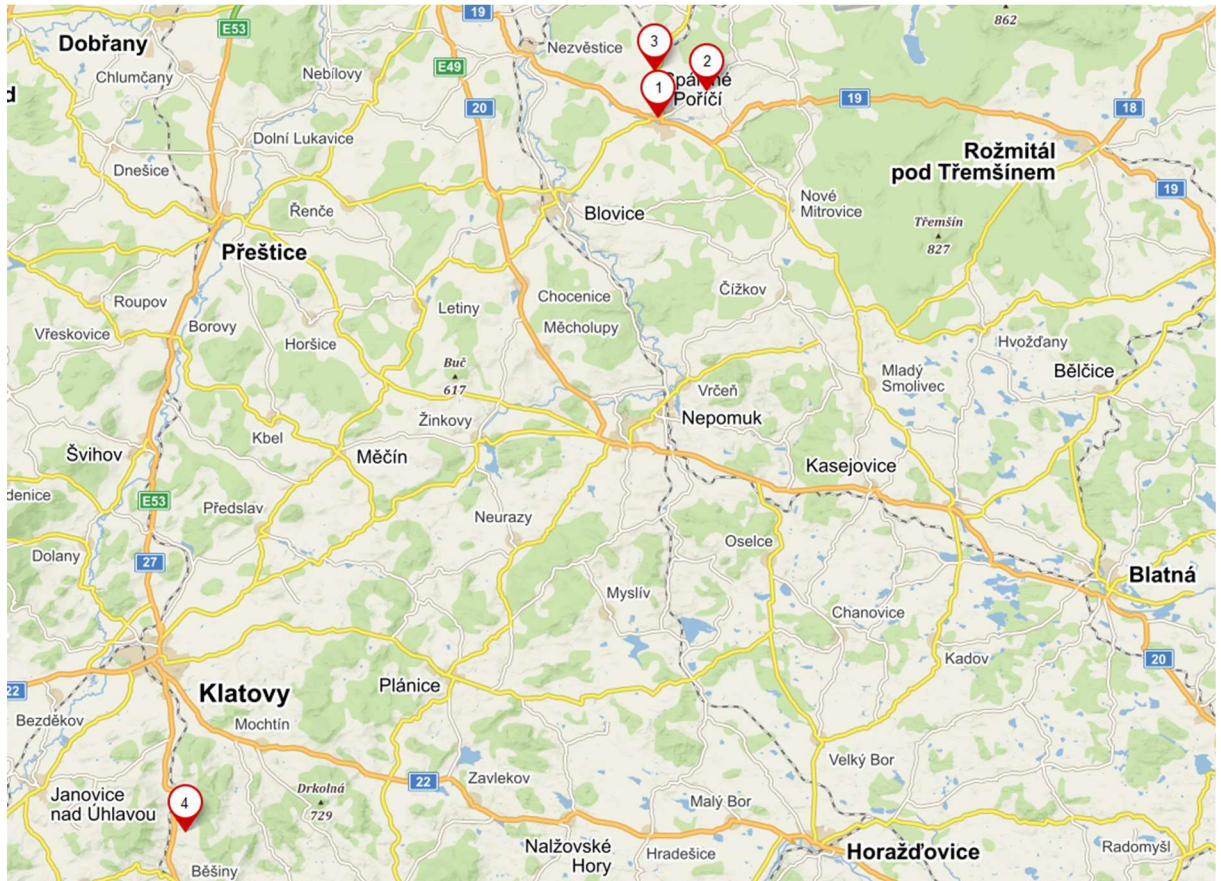 19
862
E53
Dobřany
Nezvěstice
3
2
Chlumčany
Nebílovy
E49
1
Poříčí
d
20
19
18
Dolní Lukavice
Rožmitál
pod Třemšínem
Dnešice
19
Řenče
Blovice
Nové
Mitrovice
Třemšín
827
Přeštice
Čížkov
Roupov
Letiny
Chocenice
Vřeskovice
Borovy
Měcholupy
Horšice
Hvožďany
Buč
617
Mladý
Smolivec
Bělčice
Vrčeň
Žinkovy
Nepomuk
Kbel
Švihov
Měčín
Kasejovice
denice
E53
Předslav
Neurazy
Oselce
Dolany
27
Blatná
Myslív
Chanovice
Kadov
20
22
Klatovy
Plánice
Bezděkov
Mochtín
Velký Bor
Janovice
nad Úhlavou
4
Drkolná
729
22
Zavlekov
Malý Bor
Nalžovské
Hory
Hradešice
Horažďovice
Radomyšl
Běšiny